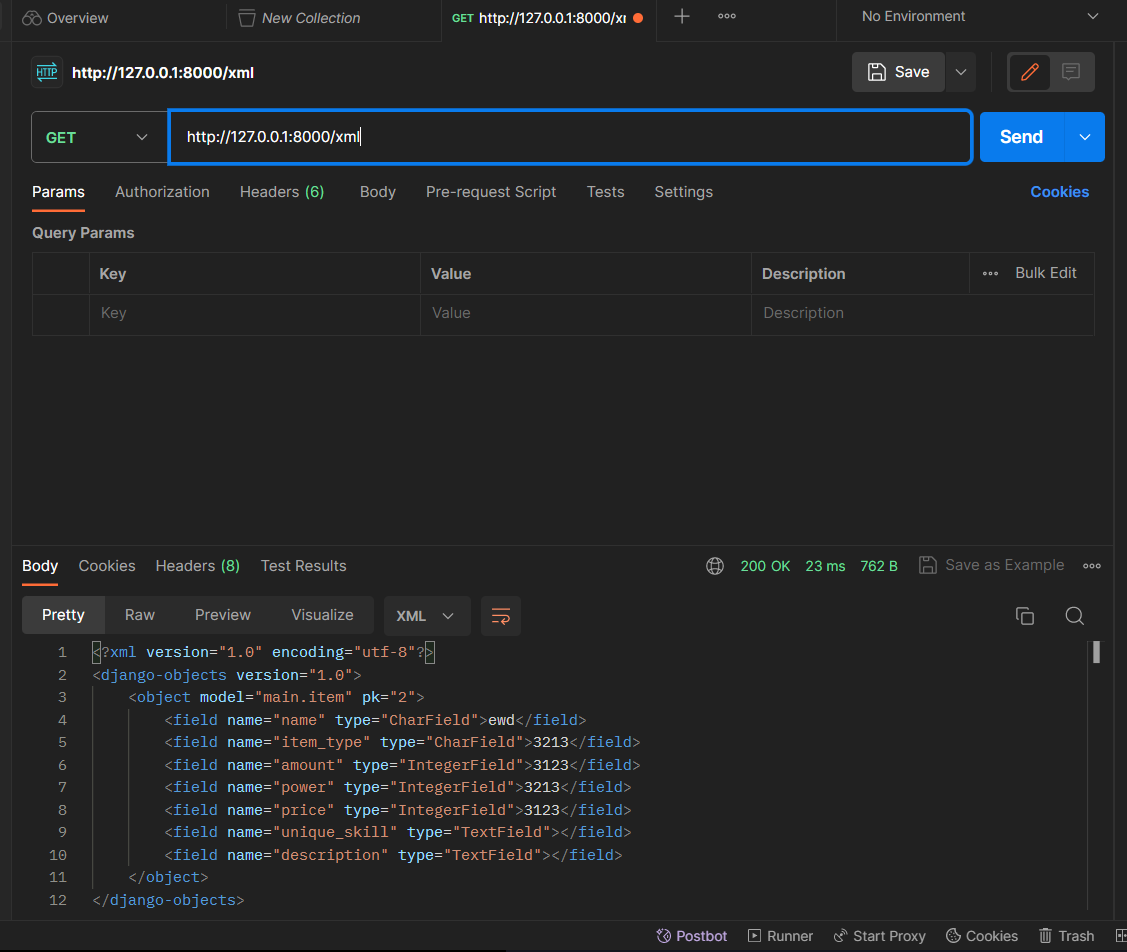 Overview New Collection GET http://127.0.0.1:8000/xr No Environment
HTTP http://127.0.0.1:8000/xml Save
GET http://127.0.0.1:8000/xml Send
Params Authorization Headers (6) Body Pre-request Script Tests Settings Cookies
Query Params
Key Value Description Bulk Edit
Key Value Description
Body Cookies Headers (8) Test Results 200 OK 23 ms 762 B Save as Example
Pretty Raw Preview Visualize XML
1 <?xml version="1.0" encoding="utf-8"?>
2 <django-objects version="1.0">
3 <object model="main.item" pk="2">
4 <field name="name" type="CharField">ewd</field>
5 <field name="item_type" type="CharField">3213</field>
6 <field name="amount" type="IntegerField">3123</field>
7 <field name="power" type="IntegerField">3213</field>
8 <field name="price" type="IntegerField">3123</field>
9 <field name="unique_skill" type="TextField"></field>
10 <field name="description" type="TextField"></field>
11 </object>
12 </django-objects>
Postbot Runner Start Proxy Cookies Trash